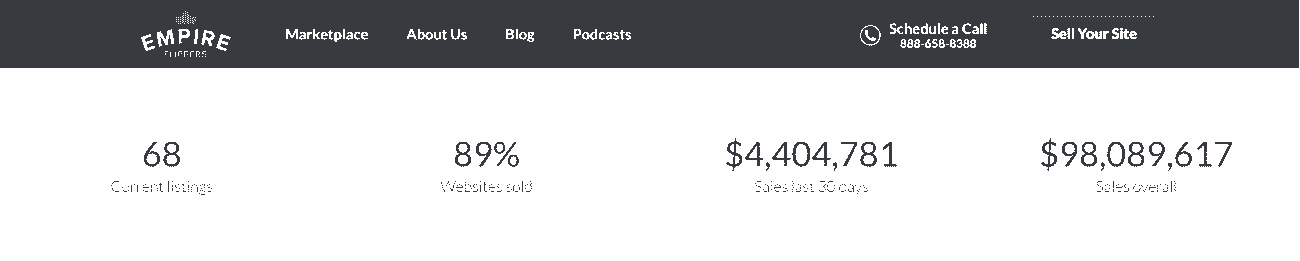 EMPIRE
FLIPPERS
Marketplace About Us Blog Podcasts
Schedule a Call
888-658-8388
Sell Your Site
68 89% $4,404,781 $98,089,617
Current listings Websites sold Sales last 30 days Sales overall